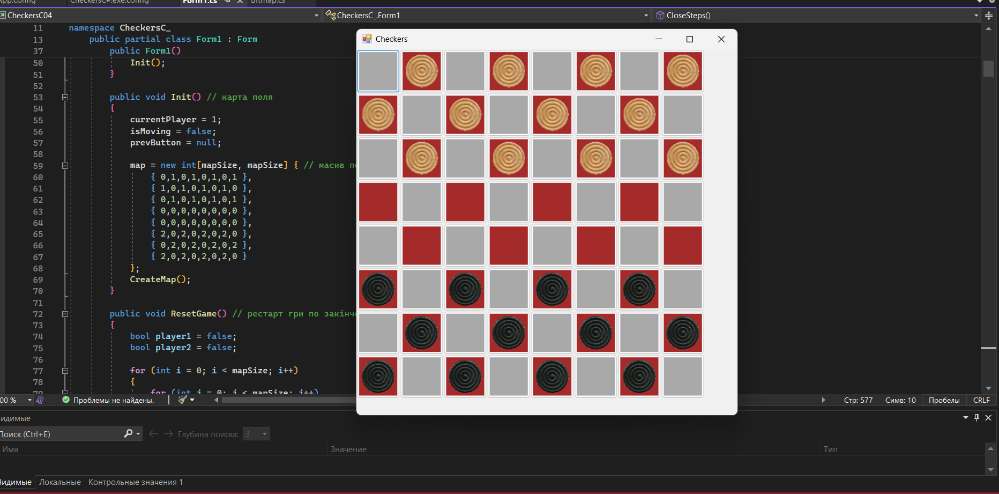 App.config CheckersC#.exe.config Form1.cs Bitmap.cs
CheckersC04 CheckersC_.Form1 CloseSteps()
11 namespace CheckersC_
13 public partial class Form1 : Form
37 public Form1()
50 Init();
51 }
52
53 public void Init() // карта поля
54 {
55 currentPlayer = 1;
56 isMoving = false;
57 prevButton = null;
58
59 map = new int[mapSize, mapSize] { // масив по
60 { 0,1,0,1,0,1,0,1 },
61 { 1,0,1,0,1,0,1,0 },
62 { 0,1,0,1,0,1,0,1 },
63 { 0,0,0,0,0,0,0,0 },
64 { 0,0,0,0,0,0,0,0 },
65 { 2,0,2,0,2,0,2,0 },
66 { 0,2,0,2,0,2,0,2 },
67 { 2,0,2,0,2,0,2,0 }
68 };
69 CreateMap();
70 }
71
72 public void ResetGame() // рестарт гри по закінче
73 {
74 bool player1 = false;
75 bool player2 = false;
76
77 for (int i = 0; i < mapSize; i++)
78 {
79 for (int j = 0; j < mapSize; j++)
Checkers
00 % Проблемы не найдены. Стр: 577 Симв: 10 Пробелы CRLF
идимые
Поиск (Ctrl+E) Глубина поиска: 3
Имя Значение Тип
Видимые Локальные Контрольные значения 1